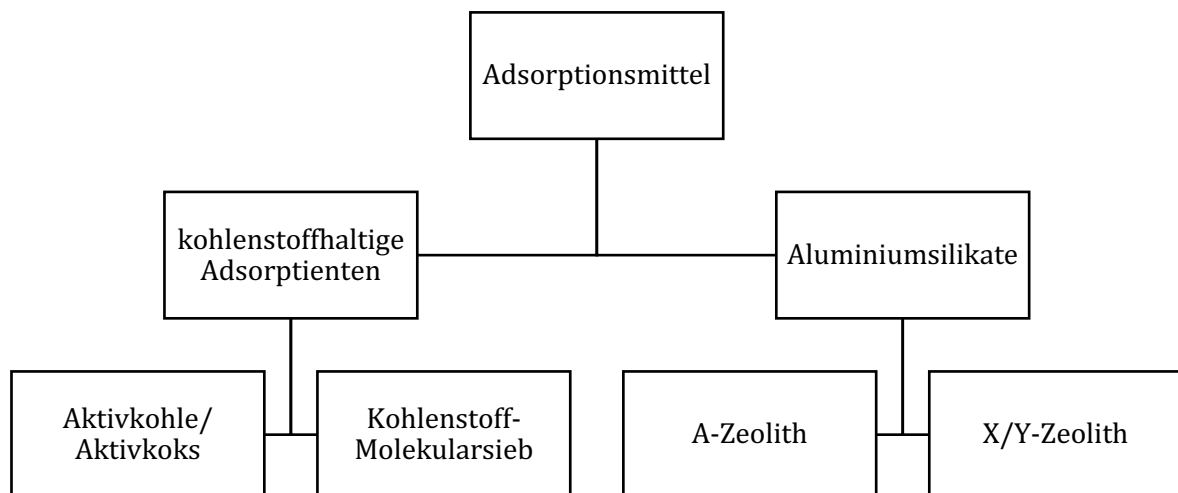 Adsorptionsmittel
kohlenstoffhaltige
Adsorptienten
Aluminiumsilikate
Aktivkohle/
Aktivkoks
Kohlenstoff-
Molekularsieb
A-Zeolith
X/Y-Zeolith